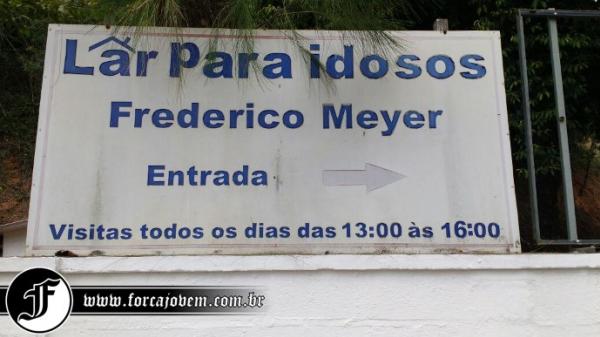 Lar para idosos
Frederico Meyer
Entrada
Visitas todos os dias das 13:00 às 16:00
F www.forcajovem.com.br